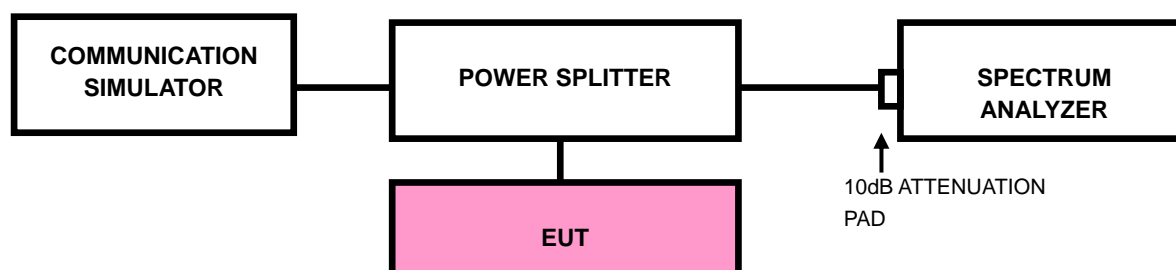 COMMUNICATION
SIMULATOR
POWER SPLITTER
SPECTRUM
ANALYZER
10dB ATTENUATION
PAD
EUT